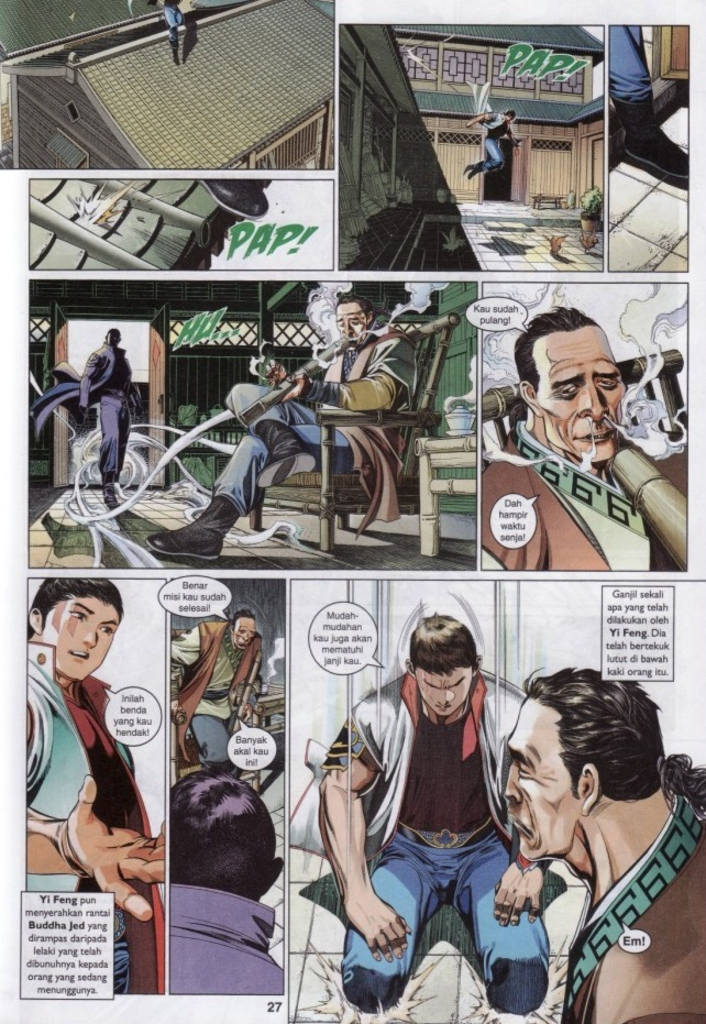 PAP!
PAP!
HU...
Kau sudah
pulang!
Dah
hampir
waktu
senja!
Inilah
benda
yang kau
hendak!
Yi Feng pun
menyerahkan rantai
Buddha Jed yang
dirampas daripada
lelaki yang telah
dibunuhnya kepada
orang yang sedang
menunggunya.
Benar
misi kau sudah
selesai!
Banyak
akal kau
ini!
Mudah-
mudahan
kau juga akan
mematuhi
janji kau.
Ganjil sekali
apa yang telah
dilakukan oleh
Yi Feng. Dia
telah bertekuk
lutut di bawah
kaki orang itu.
Em!
27